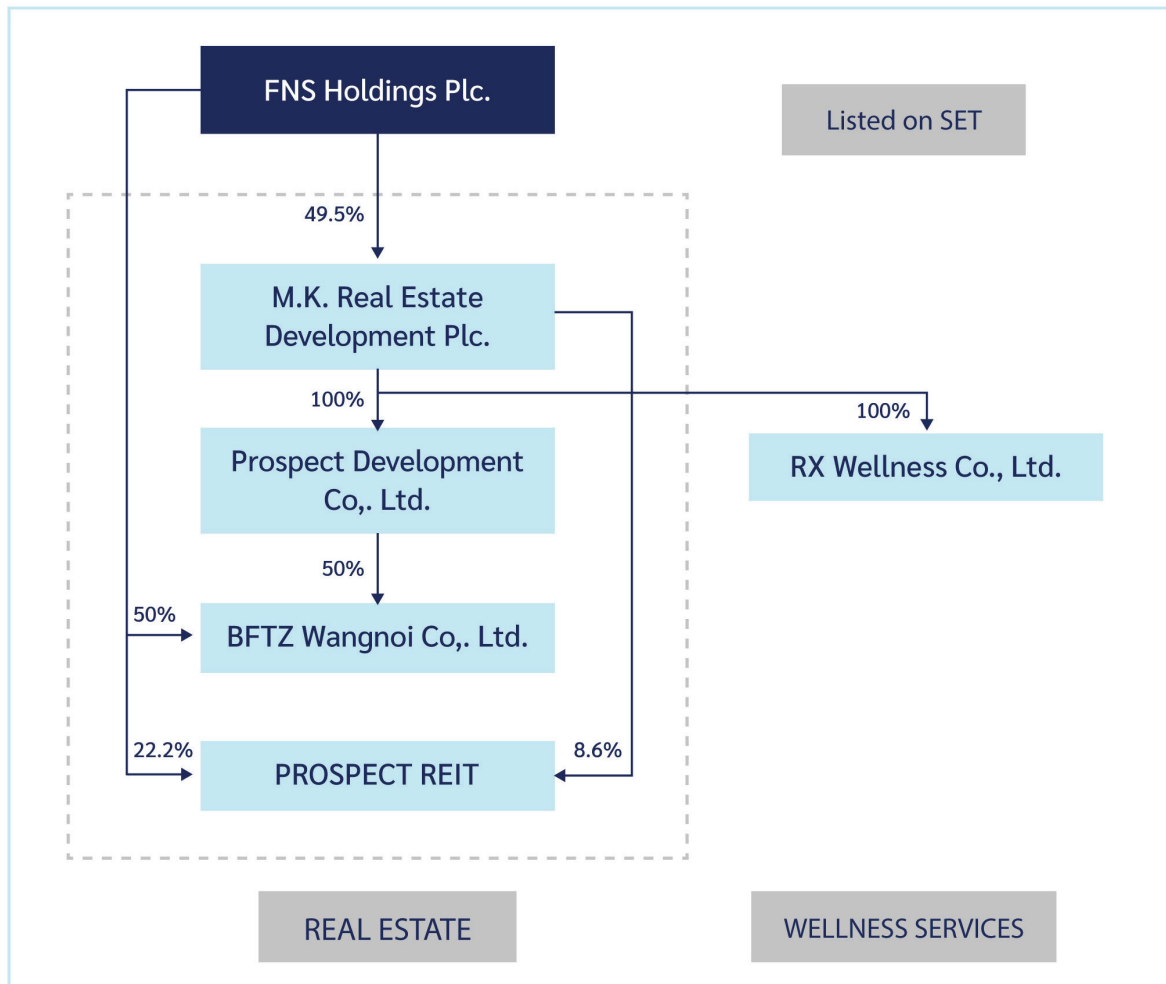 FNS Holdings Plc.
Listed on SET
49.5%
M.K. Real Estate
Development Plc.
100%
100%
Prospect Development
Co,. Ltd.
RX Wellness Co., Ltd.
50%
50%
BFTZ Wangnoi Co,. Ltd.
22.2%
8.6%
PROSPECT REIT
REAL ESTATE
WELLNESS SERVICES